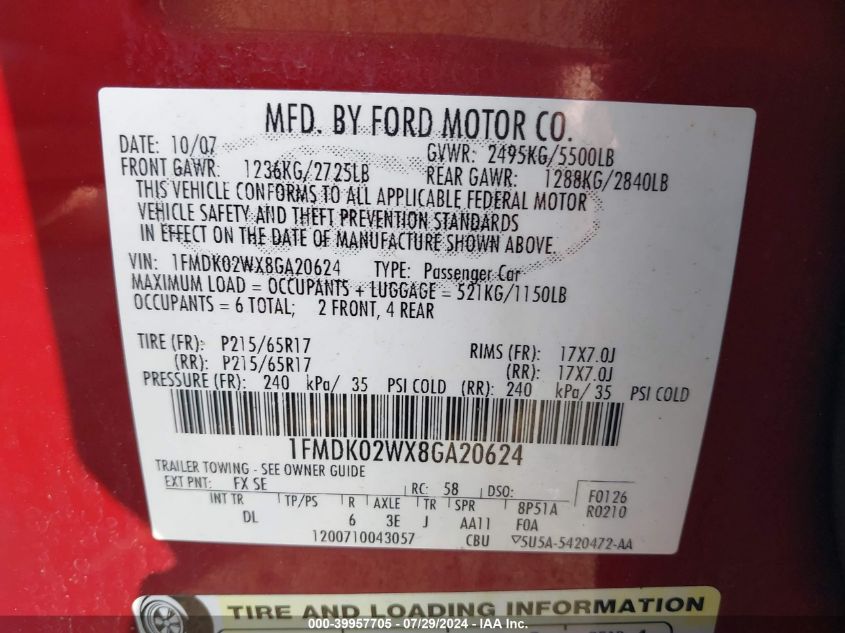 MFD. BY FORD MOTOR CO.
DATE: 10/07 GVWR: 2495KG/5500LB
FRONT GAWR: 1236KG/2725LB REAR GAWR: 1288KG/2840LB
THIS VEHICLE CONFORMS TO ALL APPLICABLE FEDERAL MOTOR
VEHICLE SAFETY AND THEFT PREVENTION STANDARDS
IN EFFECT ON THE DATE OF MANUFACTURE SHOWN ABOVE.
VIN: 1FMDK02WX8GA20624 TYPE: Passenger Car
MAXIMUM LOAD = OCCUPANTS + LUGGAGE = 521KG/1150LB
OCCUPANTS = 6 TOTAL; 2 FRONT, 4 REAR
TIRE (FR): P215/65R17 RIMS (FR): 17X7.0J
(RR): P215/65R17 (RR): 17X7.0J
PRESSURE (FR): 240 kPa/ 35 PSI COLD (RR): 240 kPa/ 35 PSI COLD
1FMDK02WX8GA20624
TRAILER TOWING - SEE OWNER GUIDE
EXT PNT: FX SE RC: 58 DSO: F0126
INT TR TP/PS R AXLE TR SPR 8P51A R0210
DL 6 3E J AA11 F0A
1200710043057 CBU ▽5U5A-5420472-AA
TIRE AND LOADING INFORMATION
000-39957705 - 07/29/2024 - IAA Inc.